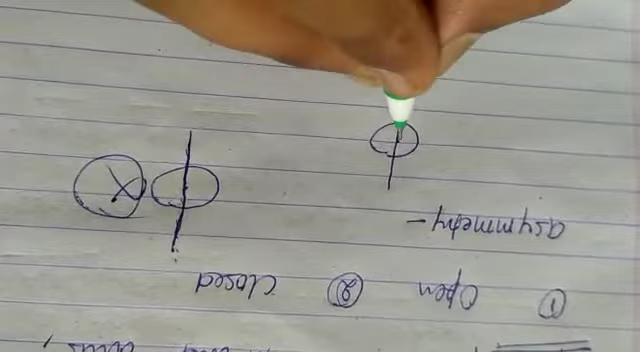 ① Open ② Closed
asymmetry -
α